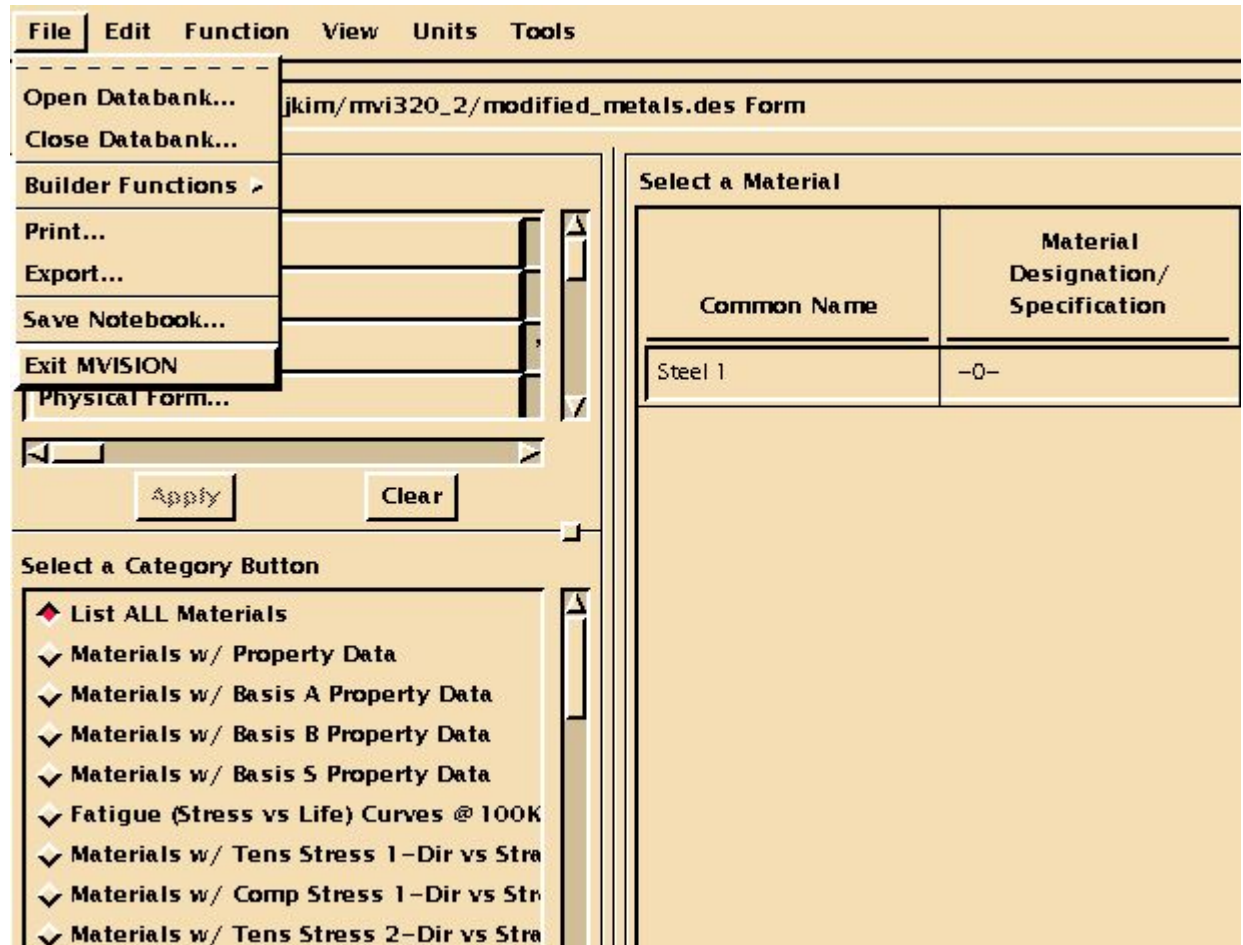 File Edit Function View Units Tools
Open Databank...
Close Databank...
Builder Functions
Print...
Export...
Save Notebook...
Exit MVISION
jkim/mvi320_2/modified_metals.des Form
Physical Form...
Apply Clear
Select a Category Button
List ALL Materials
Materials w/ Property Data
Materials w/ Basis A Property Data
Materials w/ Basis B Property Data
Materials w/ Basis S Property Data
Fatigue (Stress vs Life) Curves @ 100K
Materials w/ Tens Stress 1-Dir vs Stra
Materials w/ Comp Stress 1-Dir vs Str
Materials w/ Tens Stress 2-Dir vs Stra
Select a Material
Common Name
Material
Designation/
Specification
Steel 1 -0-